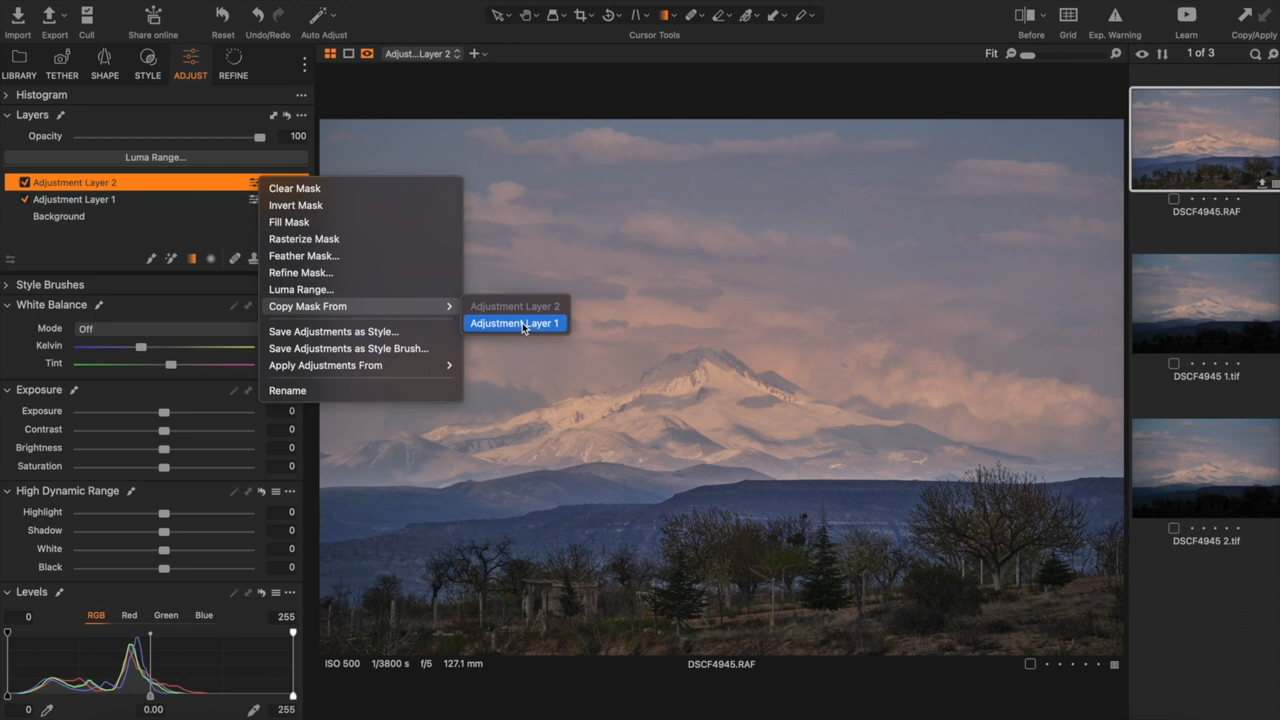 Import Export Cull Share online Reset Undo/Redo Auto Adjust Cursor Tools Before Grid Exp. Warning Learn Copy/Apply
LIBRARY TETHER SHAPE STYLE ADJUST REFINE
Adjust...Layer 2
Fit
1 of 3
Histogram
Layers
Opacity 100
Luma Range...
Adjustment Layer 2
Adjustment Layer 1
Background
Style Brushes
White Balance
Mode Off
Kelvin
Tint
Exposure
Exposure 0
Contrast 0
Brightness 0
Saturation 0
High Dynamic Range
Highlight 0
Shadow 0
White 0
Black 0
Levels
0 RGB Red Green Blue 255
0 0.00 255
Clear Mask
Invert Mask
Fill Mask
Rasterize Mask
Feather Mask...
Refine Mask...
Luma Range...
Copy Mask From
Save Adjustments as Style...
Save Adjustments as Style Brush...
Apply Adjustments From
Rename
Adjustment Layer 2
Adjustment Layer 1
ISO 500 1/3800 s f/5 127.1 mm
DSCF4945.RAF
DSCF4945.RAF
DSCF4945 1.tif
DSCF4945 2.tif